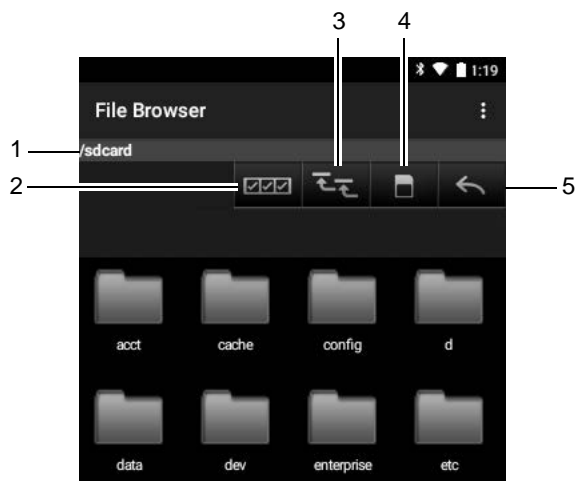 3 4
1:19
File Browser
1 /sdcard
2 5
acct cache config d
data dev enterprise etc